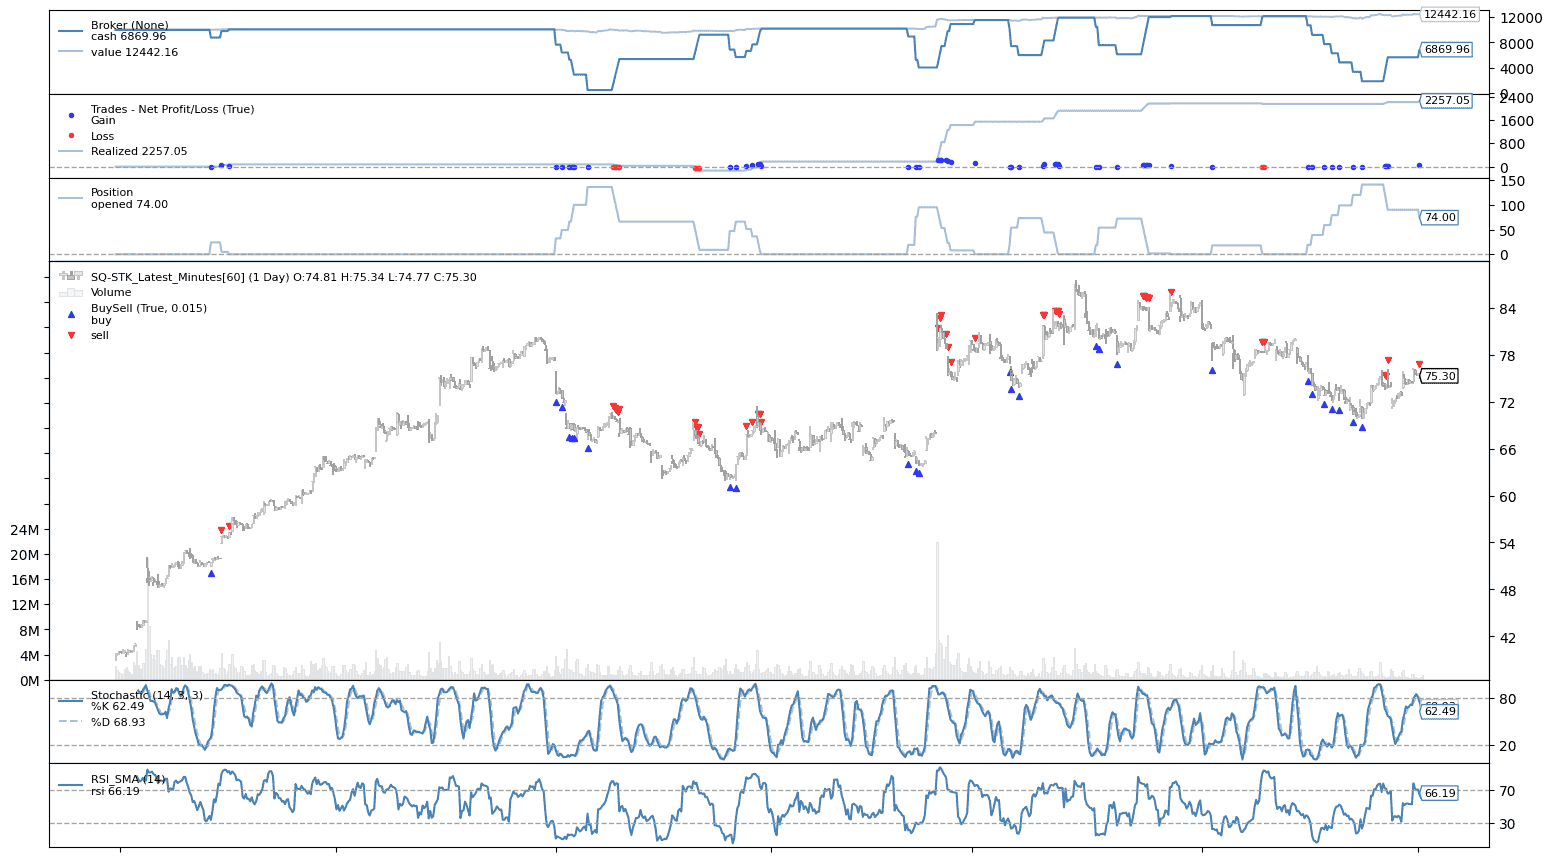 Broker (None)
cash 6869.96
value 12442.16
12442.16
6869.96
12000
8000
4000
0
Trades - Net Profit/Loss (True)
Gain
Loss
Realized 2257.05
2257.05
2400
1600
800
0
Position
opened 74.00
74.00
150
100
50
0
SQ-STK_Latest_Minutes[60] (1 Day) O:74.81 H:75.34 L:74.77 C:75.30
Volume
BuySell (True, 0.015)
buy
sell
84
78
75.30
72
66
60
54
48
42
24M
20M
16M
12M
8M
4M
0M
Stochastic (14, 3, 3)
%K 62.49
%D 68.93
80
62.49
20
RSI_SMA (14)
rsi 66.19
70
66.19
30